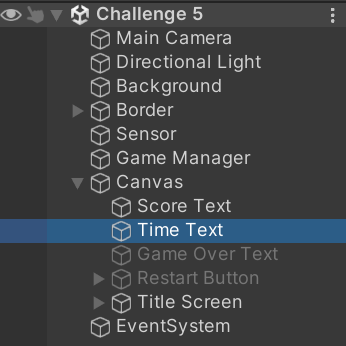 Challenge 5
Main Camera
Directional Light
Background
Border
Sensor
Game Manager
Canvas
Score Text
Time Text
Game Over Text
Restart Button
Title Screen
EventSystem